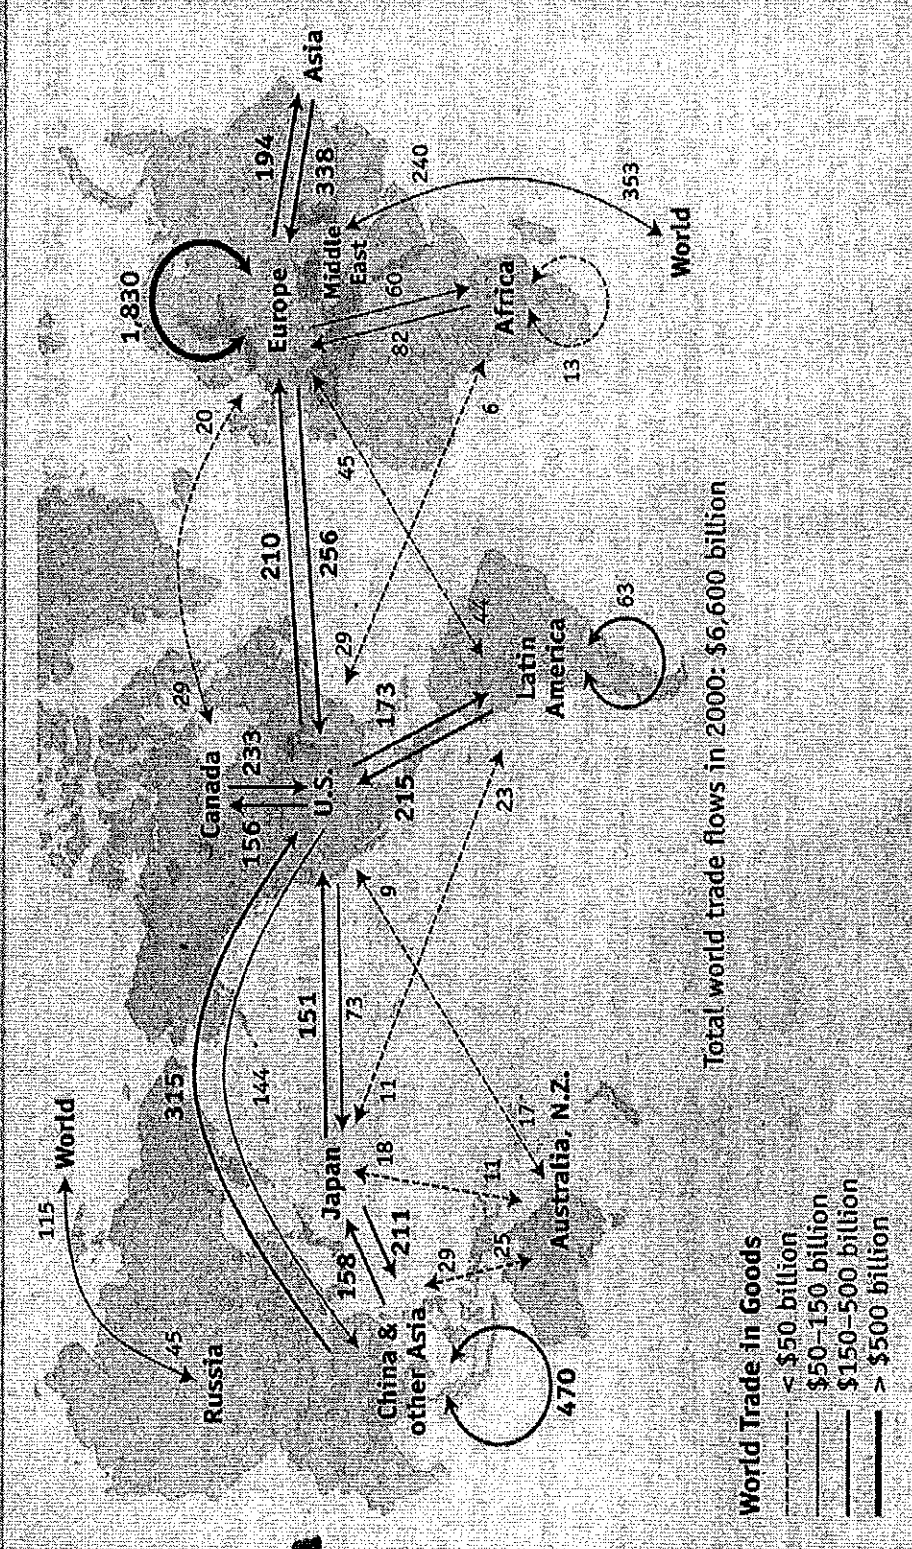 115
World
45
Russia
315
144
Canada
29
20
156
233
U.S.
1,830
Europe
194
338
Asia
Middle
East
240
353
World
60
82
Africa
13
6
29
45
44
210
256
173
215
Latin
America
63
23
11
151
73
9
17
Japan
18
11
158
211
29
25
Australia, N.Z.
China &
other Asia
470
World Trade in Goods
< $50 billion
$50–150 billion
$150–500 billion
> $500 billion
Total world trade flows in 2000: $6,600 billion